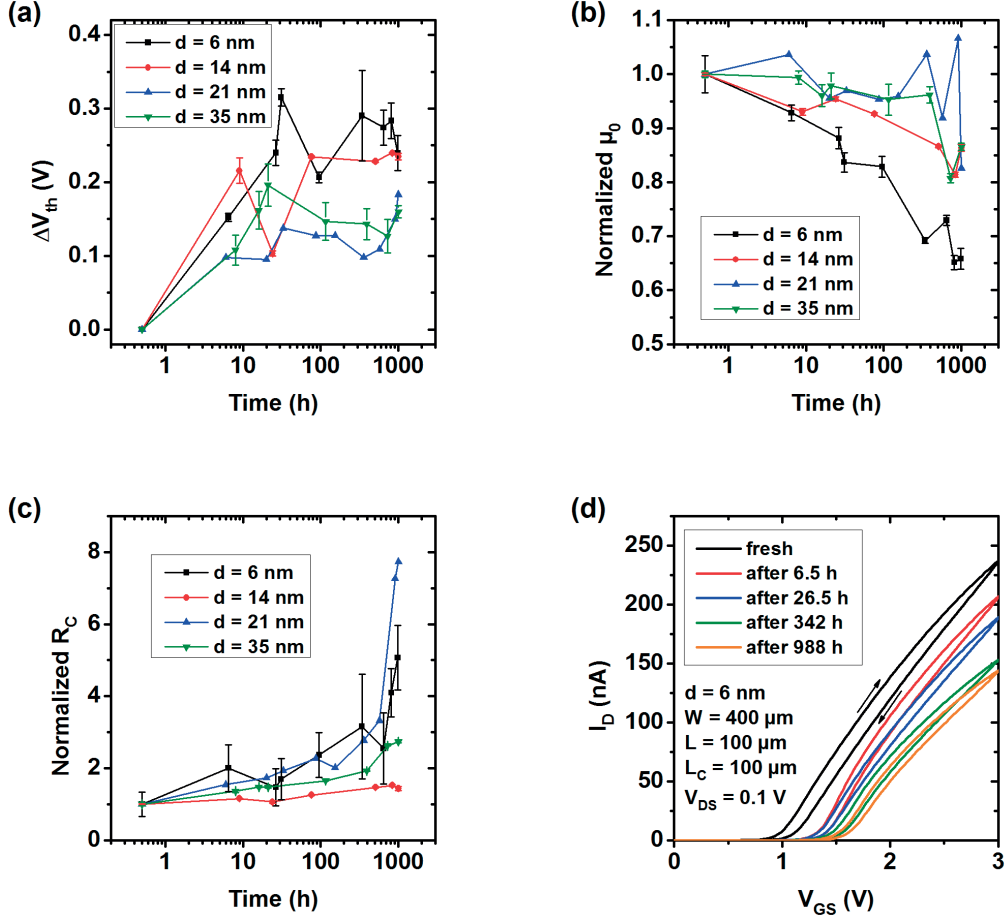 (a)
d = 6 nm
d = 14 nm
d = 21 nm
d = 35 nm
0.4
0.3
0.2
0.1
0.0
ΔV_th (V)
1 10 100 1000
Time (h)
(b)
1.1
1.0
0.9
0.8
0.7
0.6
0.5
Normalized μ_0
d = 6 nm
d = 14 nm
d = 21 nm
d = 35 nm
1 10 100 1000
Time (h)
(c)
8
6
4
2
0
Normalized R_C
d = 6 nm
d = 14 nm
d = 21 nm
d = 35 nm
1 10 100 1000
Time (h)
(d)
250
200
150
100
50
0
I_D (nA)
fresh
after 6.5 h
after 26.5 h
after 342 h
after 988 h
d = 6 nm
W = 400 μm
L = 100 μm
L_C = 100 μm
V_DS = 0.1 V
0 1 2 3
V_GS (V)